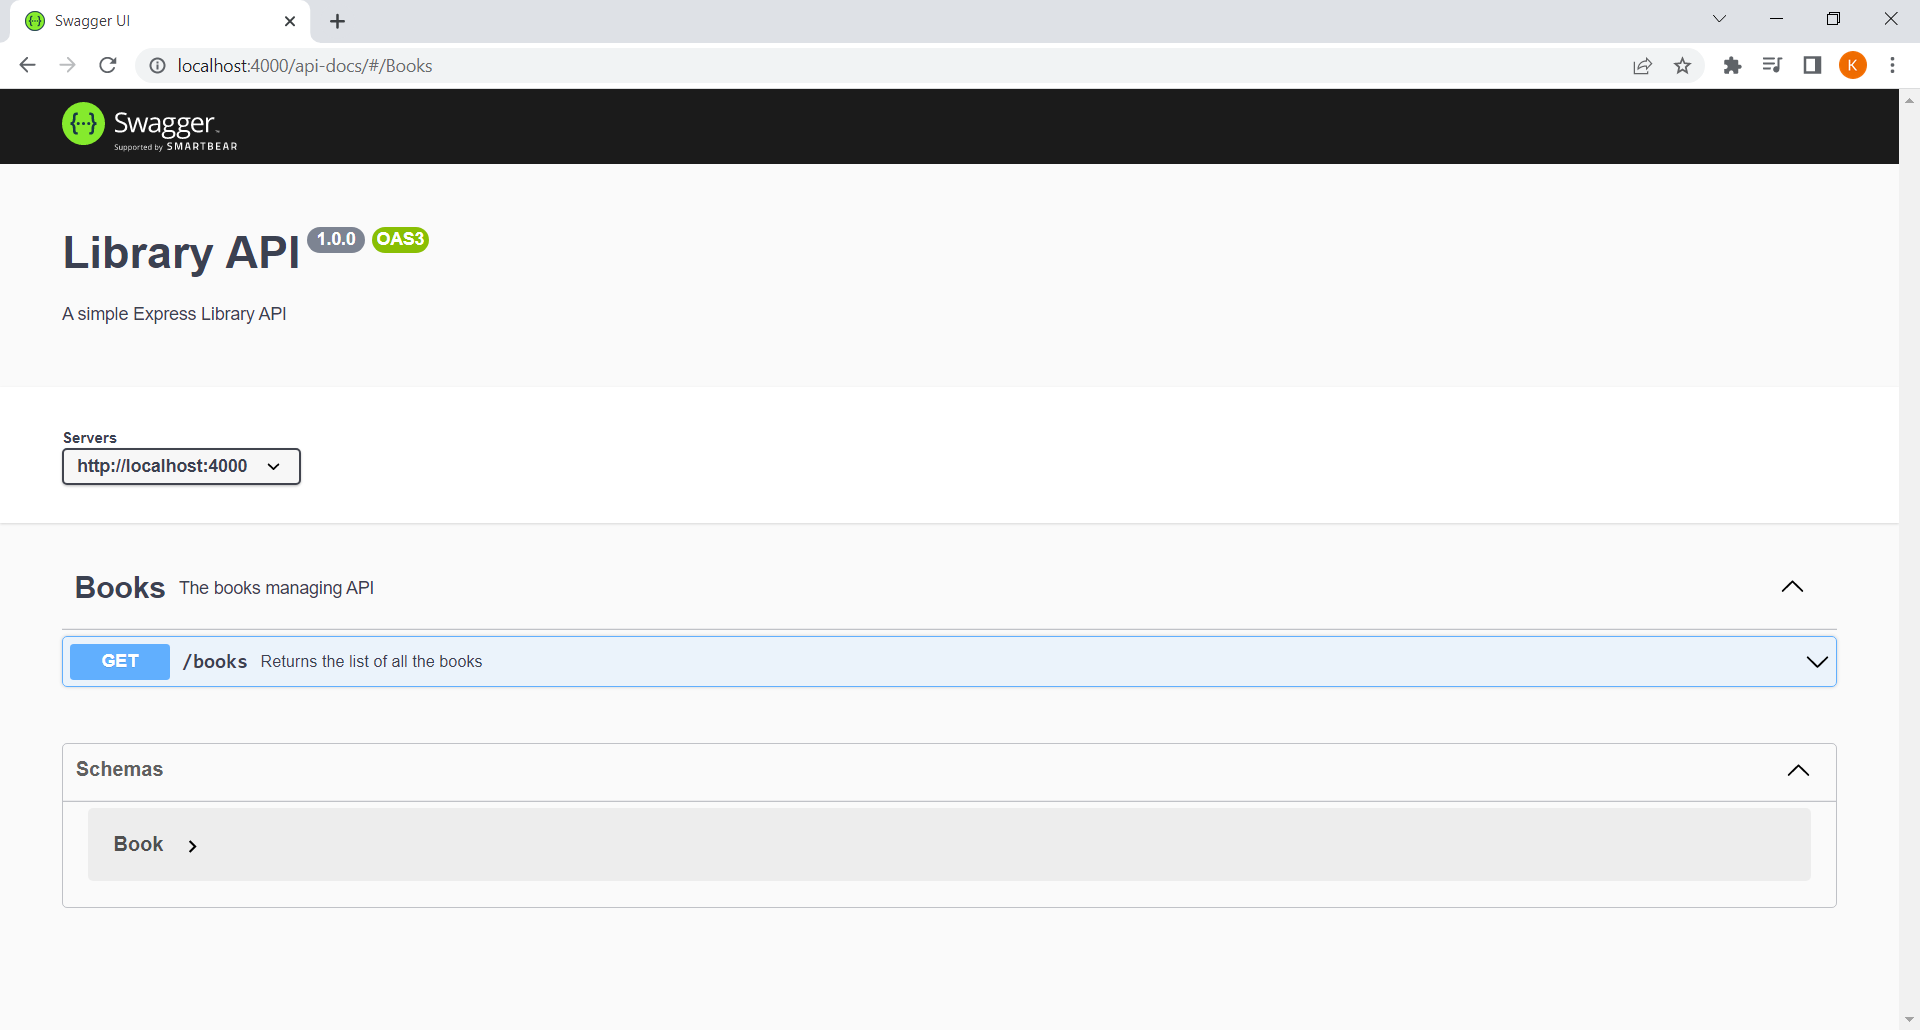 Swagger UI
localhost:4000/api-docs/#/Books
K
{···} Swagger™
Supported by SMARTBEAR
Library API 1.0.0 OAS3
A simple Express Library API
Servers
http://localhost:4000
Books The books managing API
GET /books Returns the list of all the books
Schemas
Book